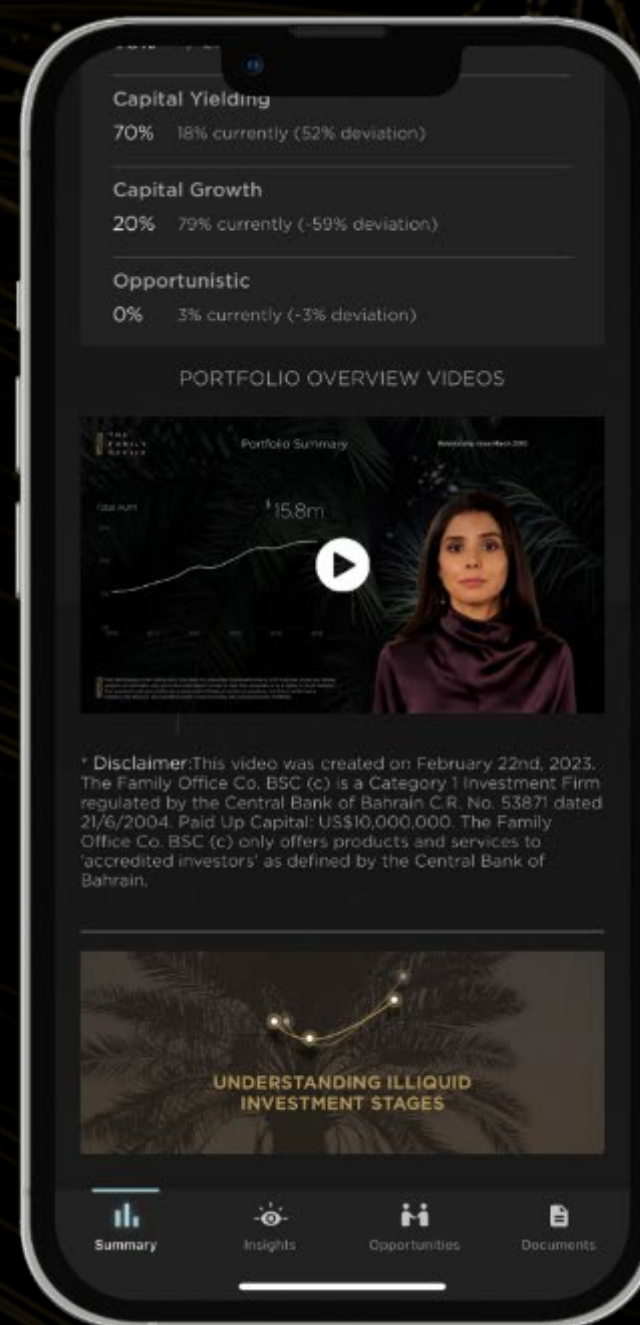 Capital Yielding
70% 18% currently (52% deviation)
Capital Growth
20% 79% currently (-59% deviation)
Opportunistic
0% 3% currently (-3% deviation)
PORTFOLIO OVERVIEW VIDEOS
THE
FAMILY
OFFICE
Portfolio Summary
Total AUM
$15.8m
* Disclaimer:This video was created on February 22nd, 2023.
The Family Office Co. BSC (c) is a Category 1 Investment Firm
regulated by the Central Bank of Bahrain C.R. No. 53871 dated
21/6/2004. Paid Up Capital: US$10,000,000. The Family
Office Co. BSC (c) only offers products and services to
'accredited investors' as defined by the Central Bank of
Bahrain.
UNDERSTANDING ILLIQUID
INVESTMENT STAGES
Summary Insights Opportunities Documents